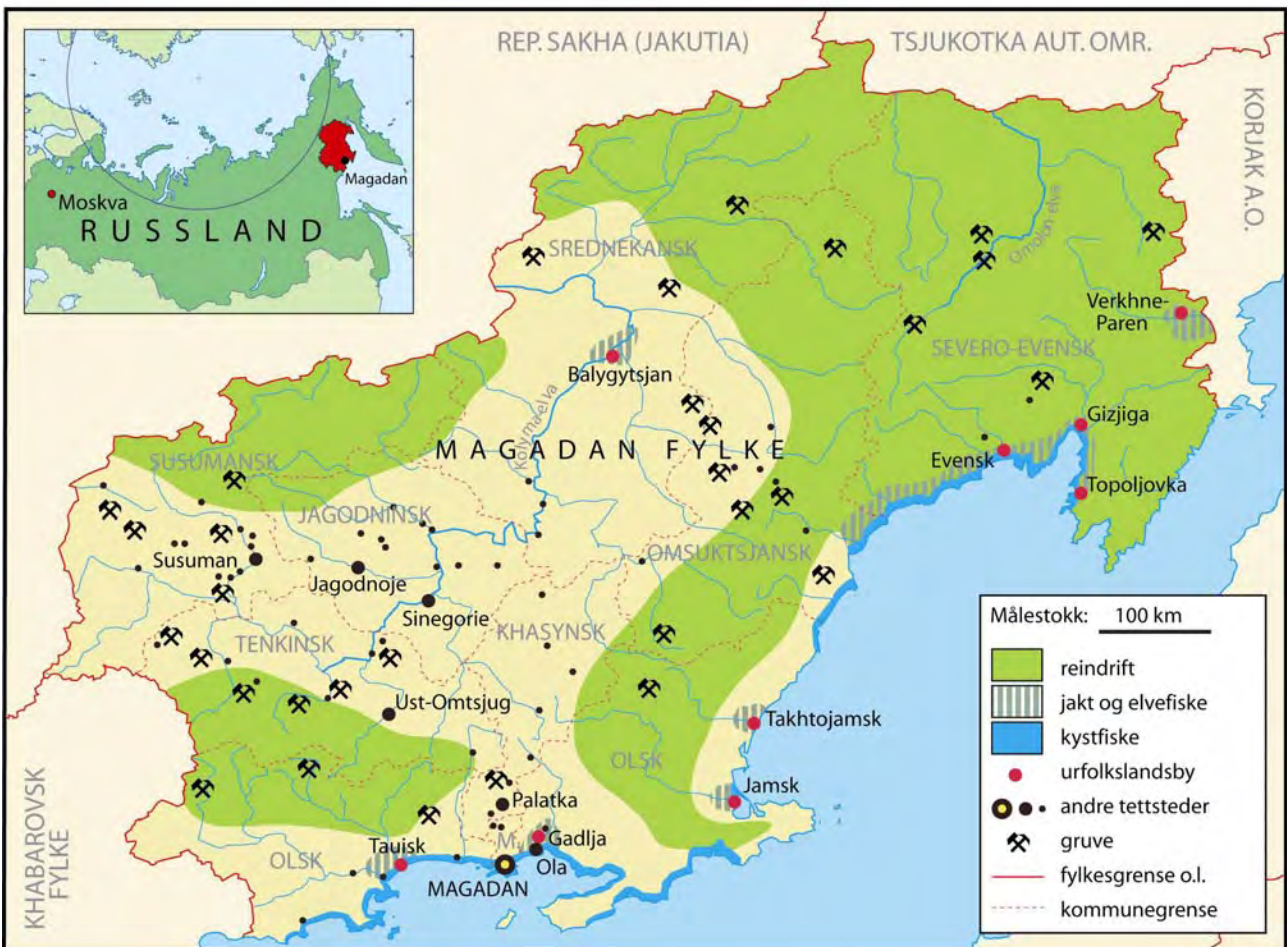 REP. SAKHA (JAKUTIA)
TSJUKOTKA AUT. OMR.
KORJAK A.O.
Magadan
Moskva
RUSSLAND
SREDNEKANSK
Omolon elva
Verkhne-
Paren
SEVERO-EVENSK
Balygytsjan
Kolyma elva
Gizjiga
MAGADAN FYLKE
Evensk
SUSUMANSK
Topoljovka
JAGODNINSK
OMSUKTSJANSK
Susuman
Jagodnoje
Sinegorie
KHASYNSK
TENKINSK
Ust-Omtsjug
Takhtojamsk
OLSK
Jamsk
Palatka
M.
Gadlja
Tauisk
Ola
OLSK
MAGADAN
KHABAROVSK
FYLKE
Målestokk: 100 km
reindrift
jakt og elvefiske
kystfiske
urfolkslandsby
andre tettsteder
gruve
fylkesgrense o.l.
kommunegrense